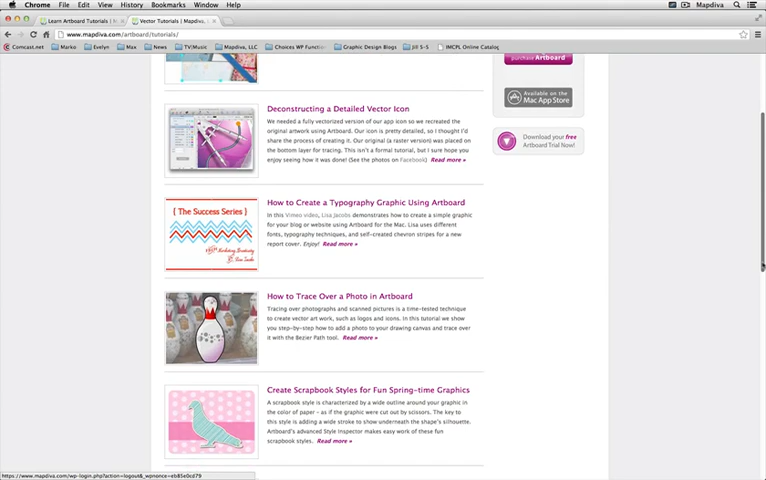 Chrome File Edit View History Bookmarks Window Help Mapdiva
Learn Artboard Tutorials | M Vector Tutorials | Mapdiva,
www.mapdiva.com/artboard/tutorials/
Comcast.net Marko Evelyn Max News TV|Music Mapdiva, LLC Choices WP Function Graphic Design Blogs Jill S-S IMCPL Online Catalog
purchase Artboard
Available on the
Mac App Store
Download your free
Artboard Trial Now!
Deconstructing a Detailed Vector Icon
We needed a fully vectorized version of our app icon so we recreated the
original artwork using Artboard. Our icon is pretty detailed, so I thought I'd
share the process of creating it. Our original (a raster version) was placed on
the bottom layer for tracing. This isn't a formal tutorial, but I sure hope you
enjoy seeing how it was done! (See the photos on Facebook) Read more »
{ The Success Series }
How to Create a Typography Graphic Using Artboard
In this Vimeo video, Lisa Jacobs demonstrates how to create a simple graphic
for your blog or website using Artboard for the Mac. Lisa uses different
fonts, typography techniques, and self-created chevron stripes for a new
report cover. Enjoy! Read more »
How to Trace Over a Photo in Artboard
Tracing over photographs and scanned pictures is a time-tested technique
to create vector art work, such as logos and icons. In this tutorial we show
you step-by-step how to add a photo to your drawing canvas and trace over
it with the Bezier Path tool. Read more »
Create Scrapbook Styles for Fun Spring-time Graphics
A scrapbook style is characterized by a wide outline around your graphic in
the color of paper – as if the graphic were cut out by scissors. The key to
this style is adding a wide stroke to show underneath the shape's silhouette.
Artboard's advanced Style Inspector makes easy work of these fun
scrapbook styles. Read more »
https://www.mapdiva.com/wp-login.php?action=logout&_wpnonce=eb85e0cd79